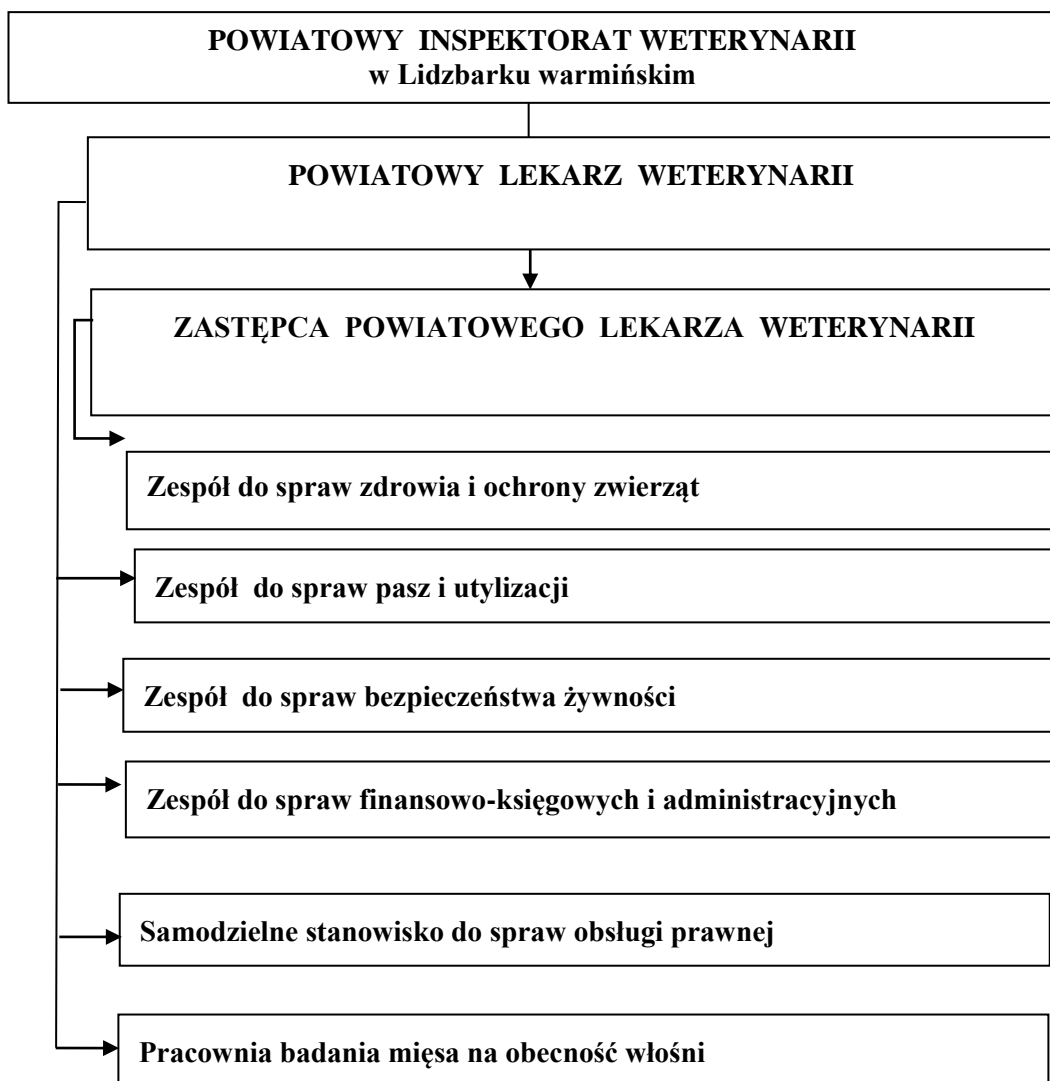 POWIATOWY INSPEKTORAT WETERYNARII
w Lidzbarku warmińskim
POWIATOWY LEKARZ WETERYNARII
ZASTĘPCA POWIATOWEGO LEKARZA WETERYNARII
Zespół do spraw zdrowia i ochrony zwierząt
Zespół do spraw pasz i utylizacji
Zespół do spraw bezpieczeństwa żywności
Zespół do spraw finansowo-księgowych i administracyjnych
Samodzielne stanowisko do spraw obsługi prawnej
Pracownia badania mięsa na obecność włośni